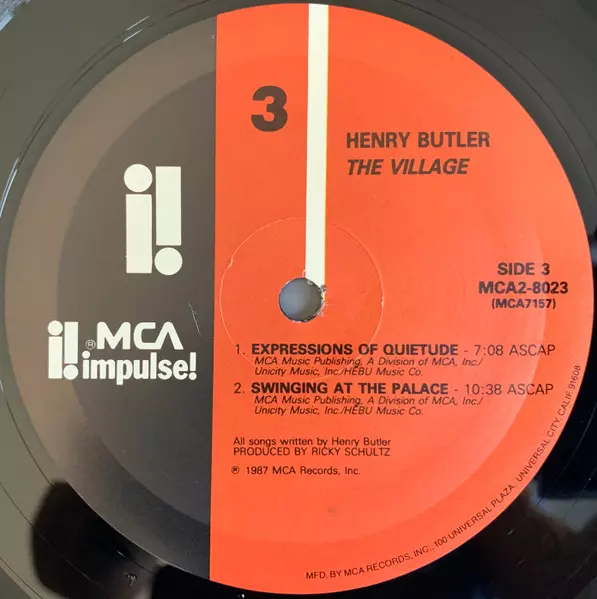 3
HENRY BUTLER
THE VILLAGE
i!
SIDE 3
MCA2-8023
(MCA7157)
i! ® MCA
impulse!
1. EXPRESSIONS OF QUIETUDE - 7:08 ASCAP
MCA Music Publishing, A Division of MCA, Inc./
Unicity Music, Inc./HEBU Music Co.
2. SWINGING AT THE PALACE - 10:38 ASCAP
MCA Music Publishing, A Division of MCA, Inc./
Unicity Music, Inc./HEBU Music Co.
All songs written by Henry Butler
PRODUCED BY RICKY SCHULTZ
℗ 1987 MCA Records, Inc.
MFD. BY MCA RECORDS, INC., 100 UNIVERSAL PLAZA, UNIVERSAL CITY, CALIF. 91608